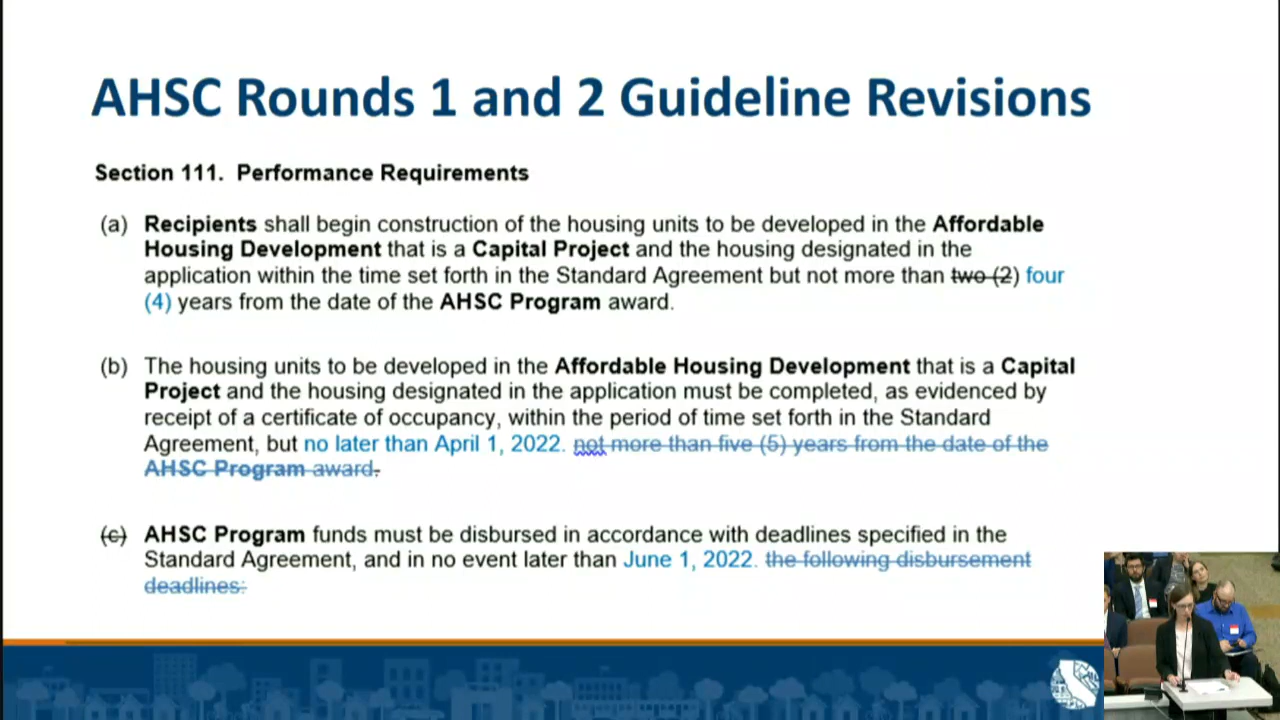 AHSC Rounds 1 and 2 Guideline Revisions
Section 111. Performance Requirements
(a) Recipients shall begin construction of the housing units to be developed in the Affordable
Housing Development that is a Capital Project and the housing designated in the
application within the time set forth in the Standard Agreement but not more than two (2) four
(4) years from the date of the AHSC Program award.
(b) The housing units to be developed in the Affordable Housing Development that is a Capital
Project and the housing designated in the application must be completed, as evidenced by
receipt of a certificate of occupancy, within the period of time set forth in the Standard
Agreement, but no later than April 1, 2022. not more than five (5) years from the date of the
AHSC Program award.
(c) AHSC Program funds must be disbursed in accordance with deadlines specified in the
Standard Agreement, and in no event later than June 1, 2022. the following disbursement
deadlines: